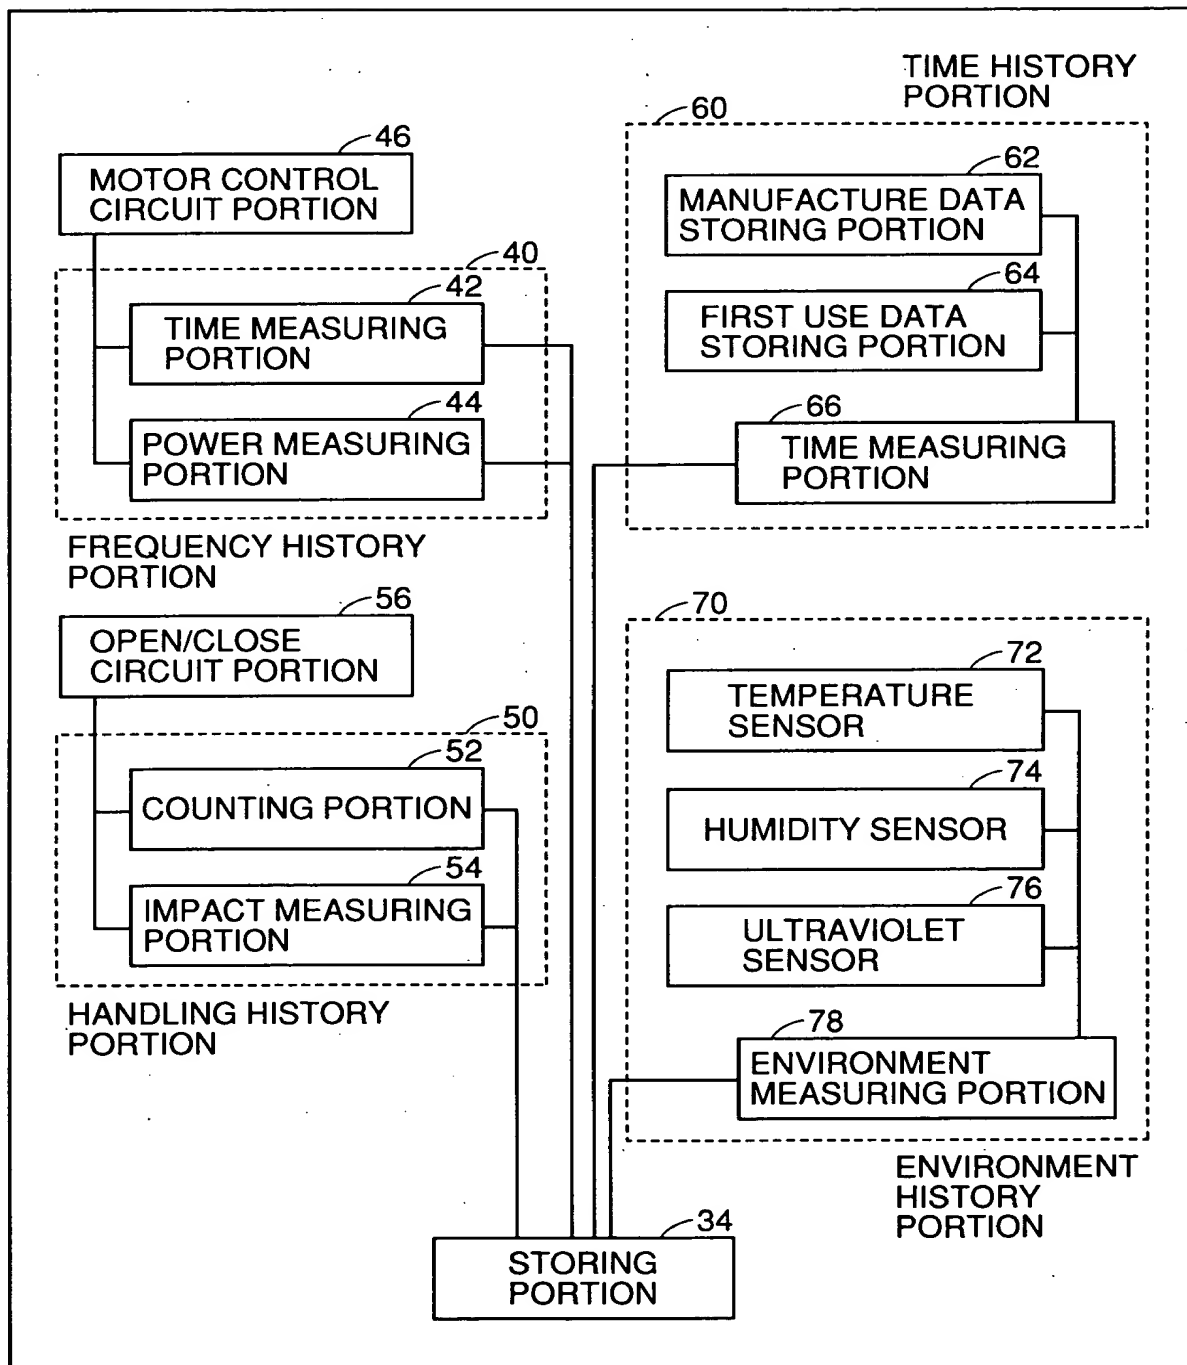 46
MOTOR CONTROL
CIRCUIT PORTION
40
42
TIME MEASURING
PORTION
44
POWER MEASURING
PORTION
FREQUENCY HISTORY
PORTION
56
OPEN/CLOSE
CIRCUIT PORTION
50
52
COUNTING PORTION
54
IMPACT MEASURING
PORTION
HANDLING HISTORY
PORTION
TIME HISTORY
PORTION
60
62
MANUFACTURE DATA
STORING PORTION
64
FIRST USE DATA
STORING PORTION
66
TIME MEASURING
PORTION
70
72
TEMPERATURE
SENSOR
74
HUMIDITY SENSOR
76
ULTRAVIOLET
SENSOR
78
ENVIRONMENT
MEASURING PORTION
ENVIRONMENT
HISTORY
PORTION
34
STORING
PORTION